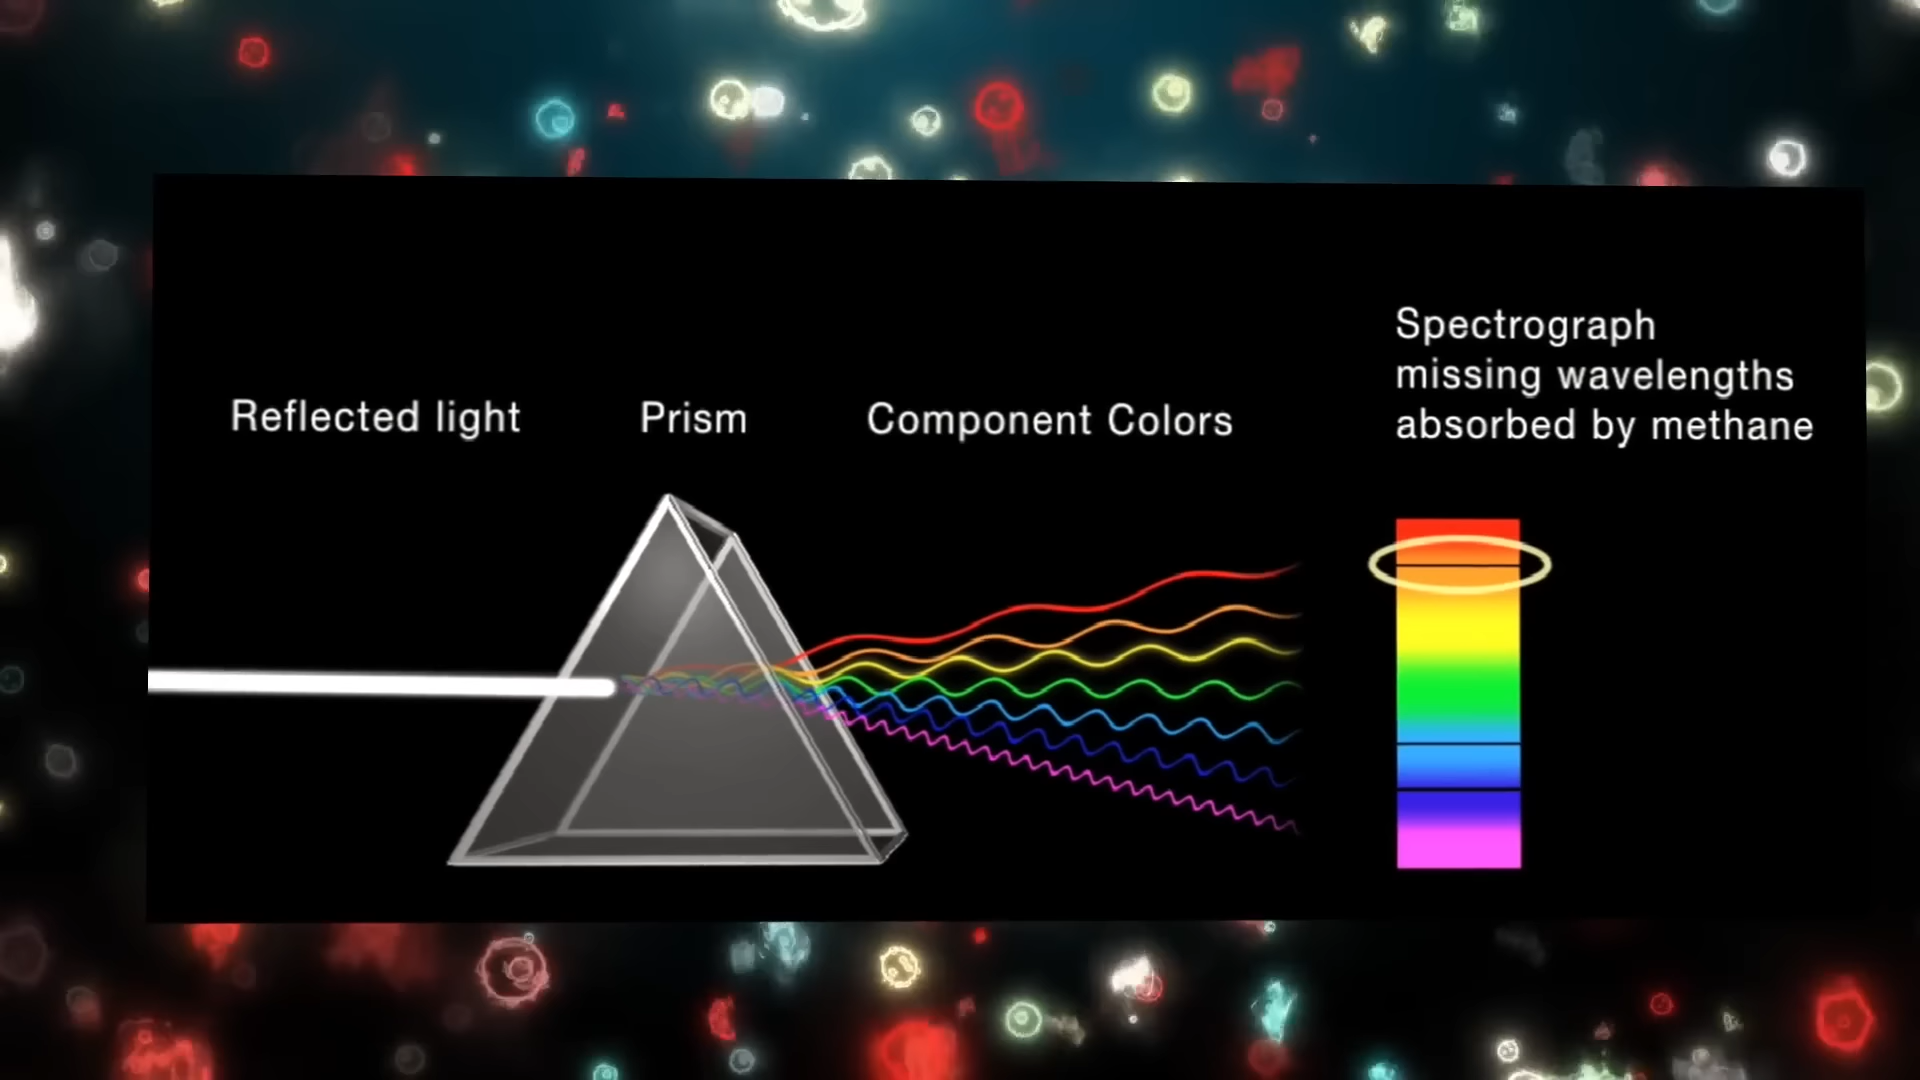 Reflected light
Prism
Component Colors
Spectrograph
missing wavelengths
absorbed by methane